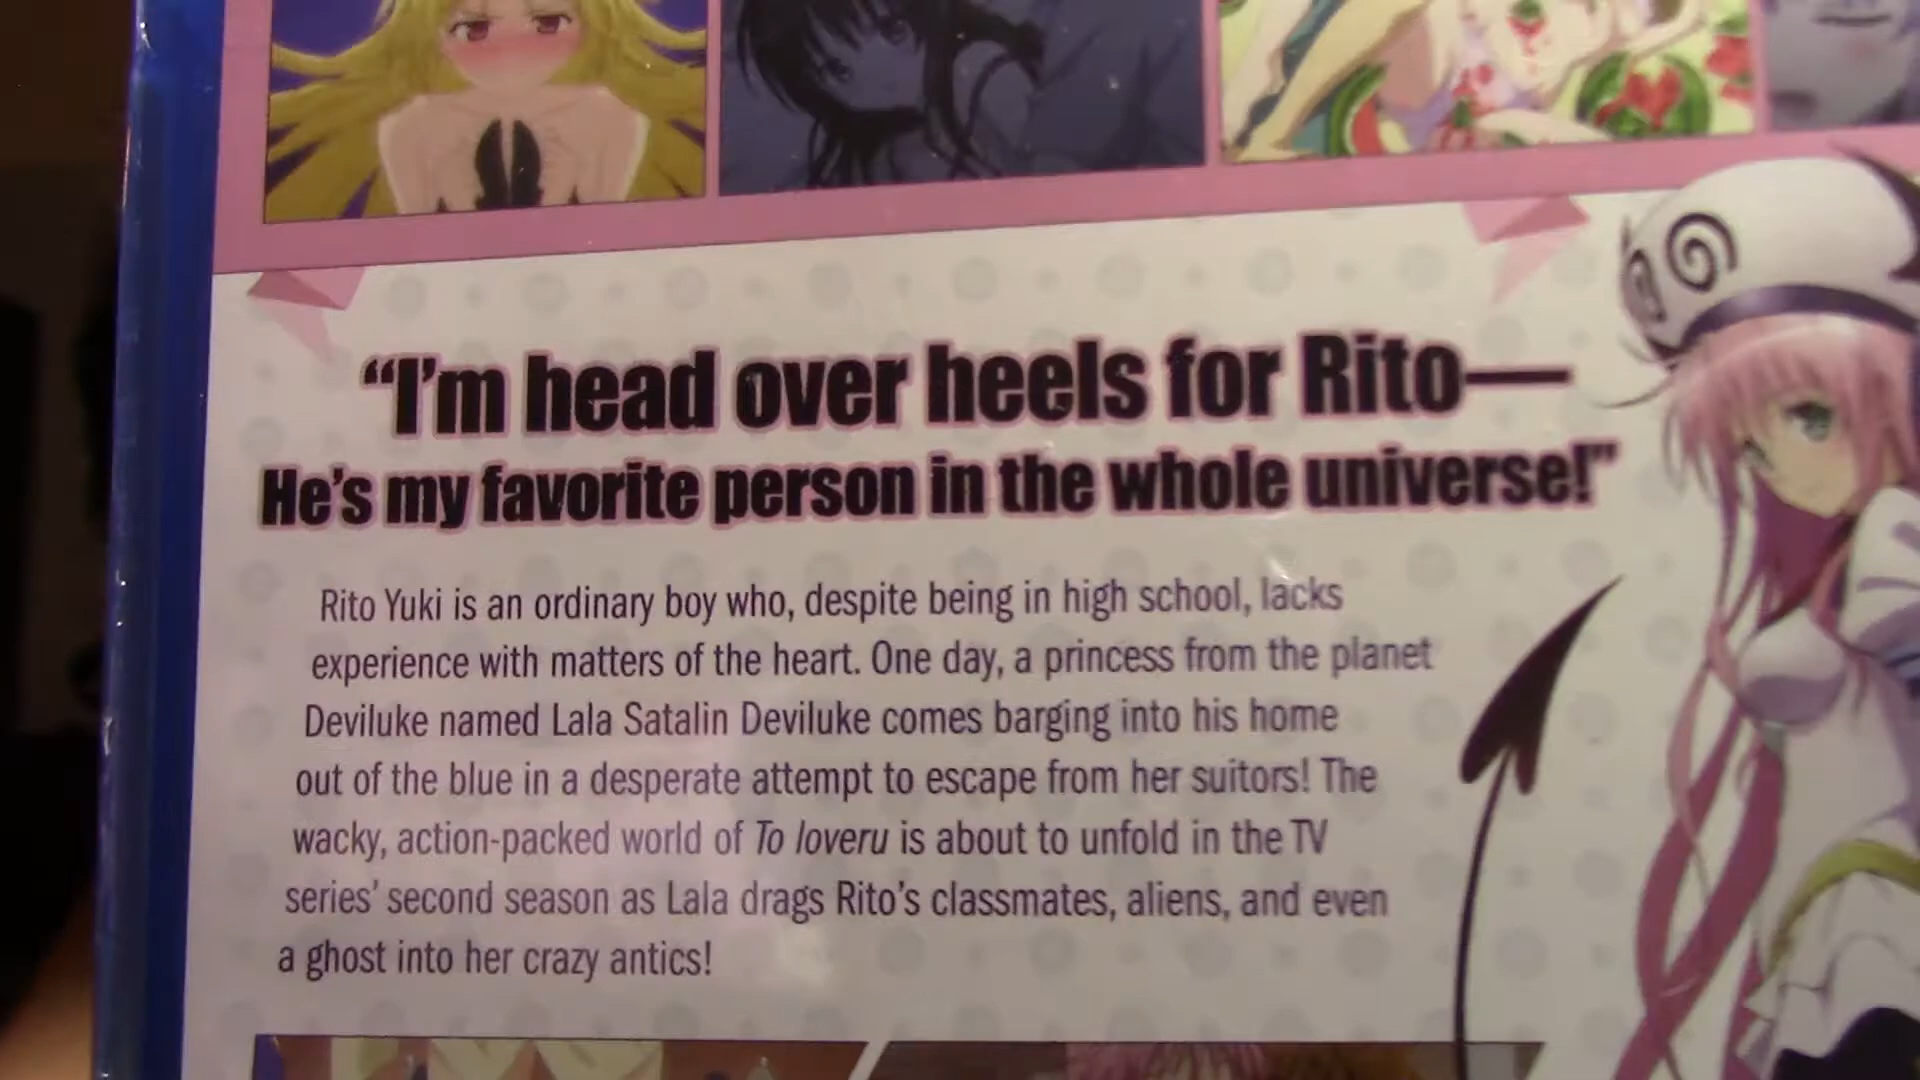 “I’m head over heels for Rito—
He’s my favorite person in the whole universe!”
Rito Yuki is an ordinary boy who, despite being in high school, lacks
experience with matters of the heart. One day, a princess from the planet
Deviluke named Lala Satalin Deviluke comes barging into his home
out of the blue in a desperate attempt to escape from her suitors! The
wacky, action-packed world of To loveru is about to unfold in the TV
series’ second season as Lala drags Rito’s classmates, aliens, and even
a ghost into her crazy antics!